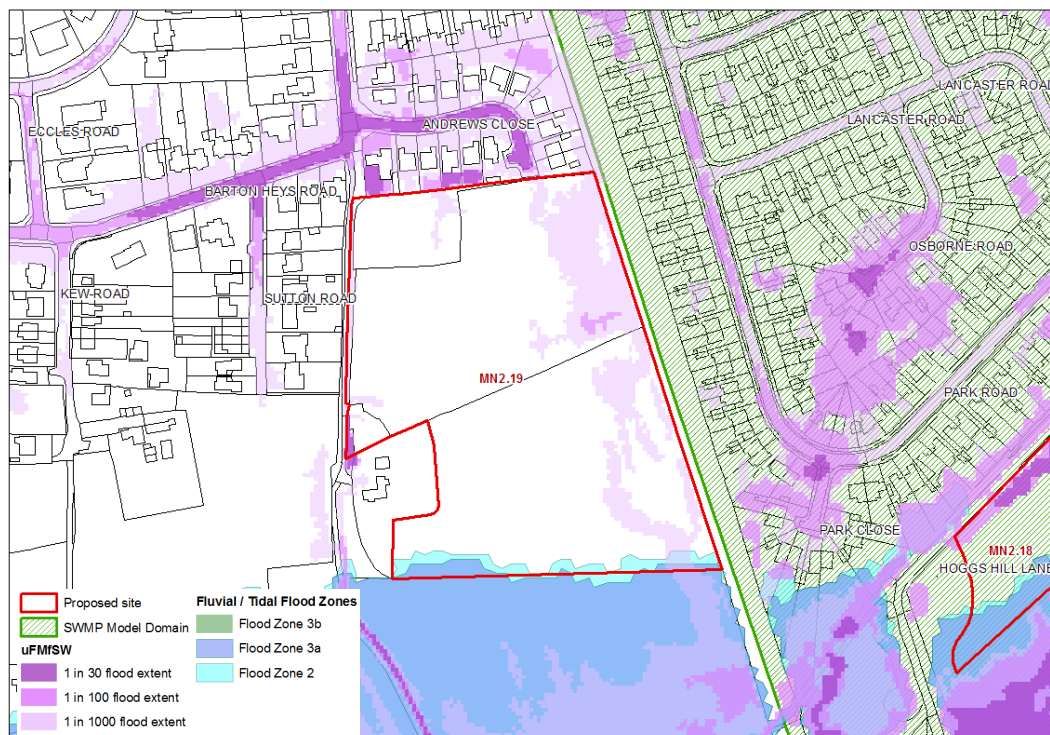 LANCASTER ROAD
LANCASTER ROAD
ANDREWS CLOSE
ECCLES ROAD
BARTON HEYS ROAD
OSBORNE ROAD
KEW ROAD
SUTTON ROAD
MN2.19
PARK ROAD
PARK CLOSE
MN2.18
HOGGS HILL LANE
Proposed site
SWMP Model Domain
uFMfSW
1 in 30 flood extent
1 in 100 flood extent
1 in 1000 flood extent
Fluvial / Tidal Flood Zones
Flood Zone 3b
Flood Zone 3a
Flood Zone 2